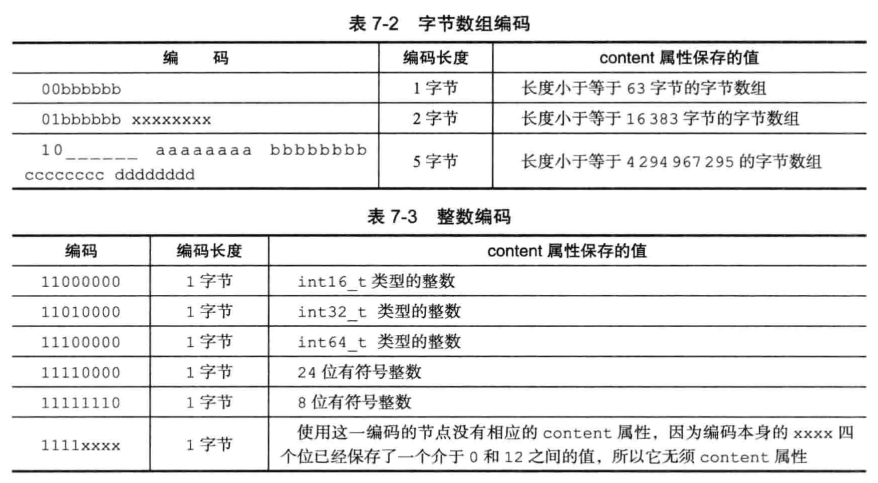 表 7-2 字节数组编码
编 码 编码长度 content 属性保存的值
00bbbbbb 1 字节 长度小于等于 63 字节的字节数组
01bbbbbb xxxxxxxx 2 字节 长度小于等于 16 383 字节的字节数组
10______ aaaaaaaa bbbbbbbb
cccccccc dddddddd 5 字节 长度小于等于 4 294 967 295 的字节数组
表 7-3 整数编码
编码 编码长度 content 属性保存的值
11000000 1 字节 int16_t 类型的整数
11010000 1 字节 int32_t 类型的整数
11100000 1 字节 int64_t 类型的整数
11110000 1 字节 24 位有符号整数
11111110 1 字节 8 位有符号整数
1111xxxx 1 字节 使用这一编码的节点没有相应的 content 属性，因为编码本身的 xxxx 四
个位已经保存了一个介于 0 和 12 之间的值，所以它无须 content 属性